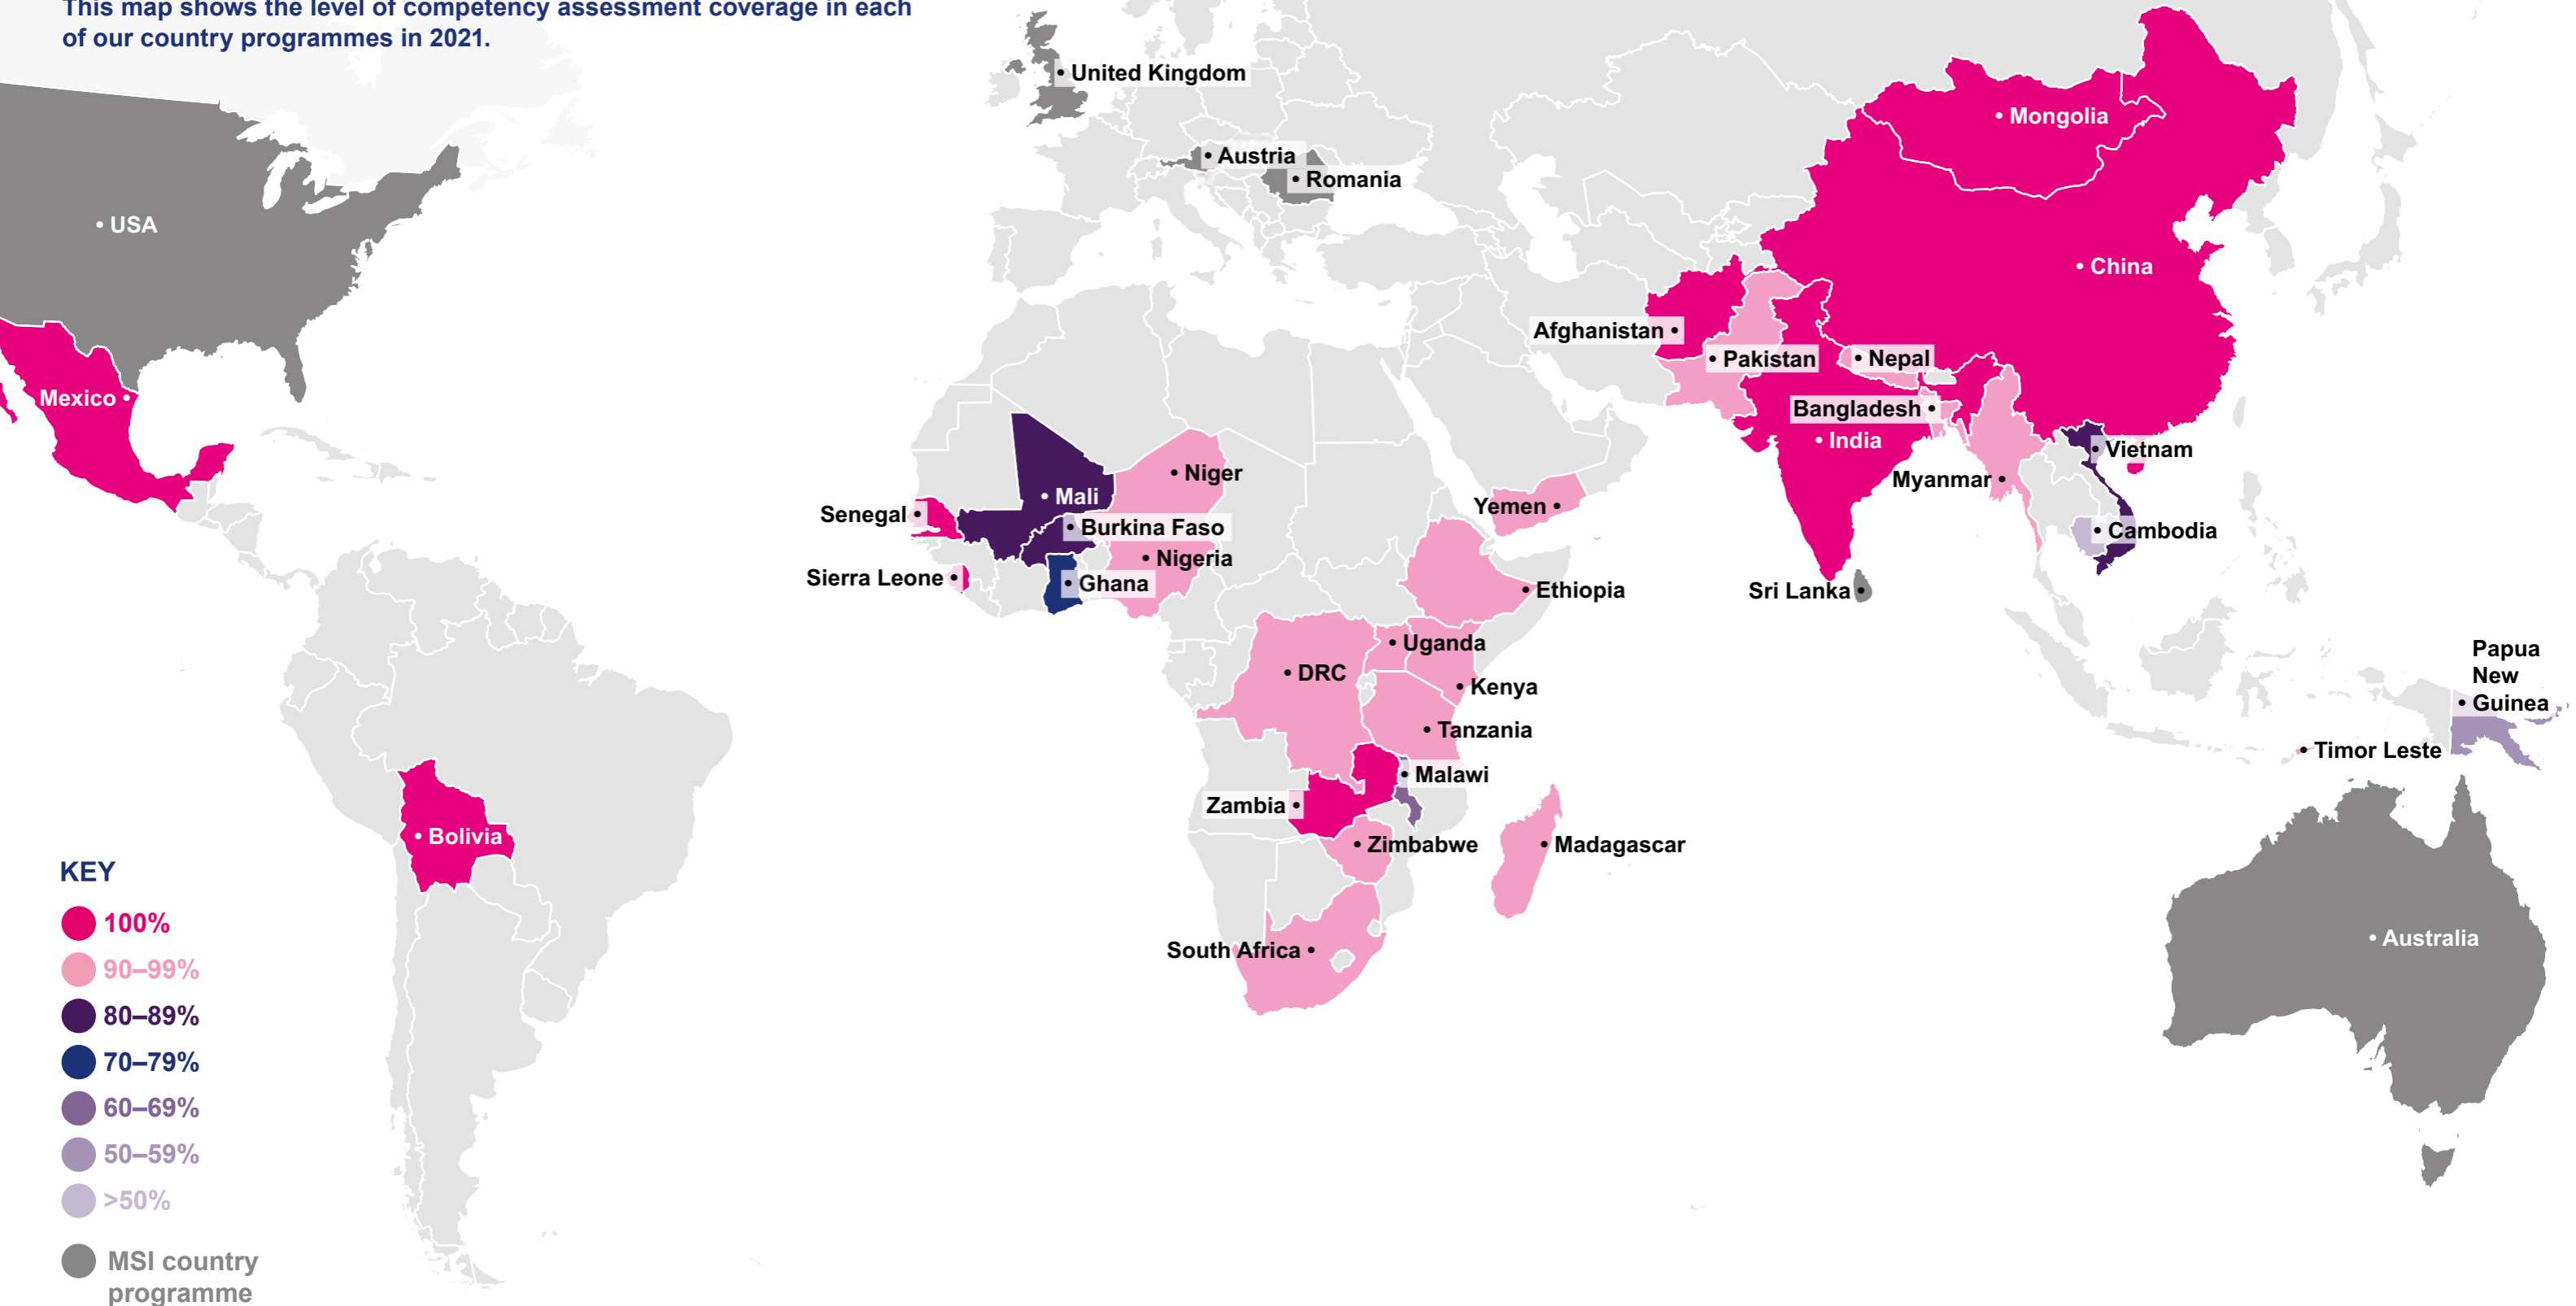 This map shows the level of competency assessment coverage in each
of our country programmes in 2021.
United Kingdom
Austria
Romania
USA
Mexico
Mongolia
China
Afghanistan
Pakistan
Nepal
Bangladesh
India
Myanmar
Vietnam
Cambodia
Sri Lanka
Niger
Mali
Senegal
Burkina Faso
Nigeria
Sierra Leone
Ghana
Yemen
Ethiopia
Uganda
DRC
Kenya
Tanzania
Malawi
Zambia
Zimbabwe
Madagascar
South Africa
Papua
New
Guinea
Timor Leste
Australia
Bolivia
KEY
100%
90–99%
80–89%
70–79%
60–69%
50–59%
>50%
MSI country
programme